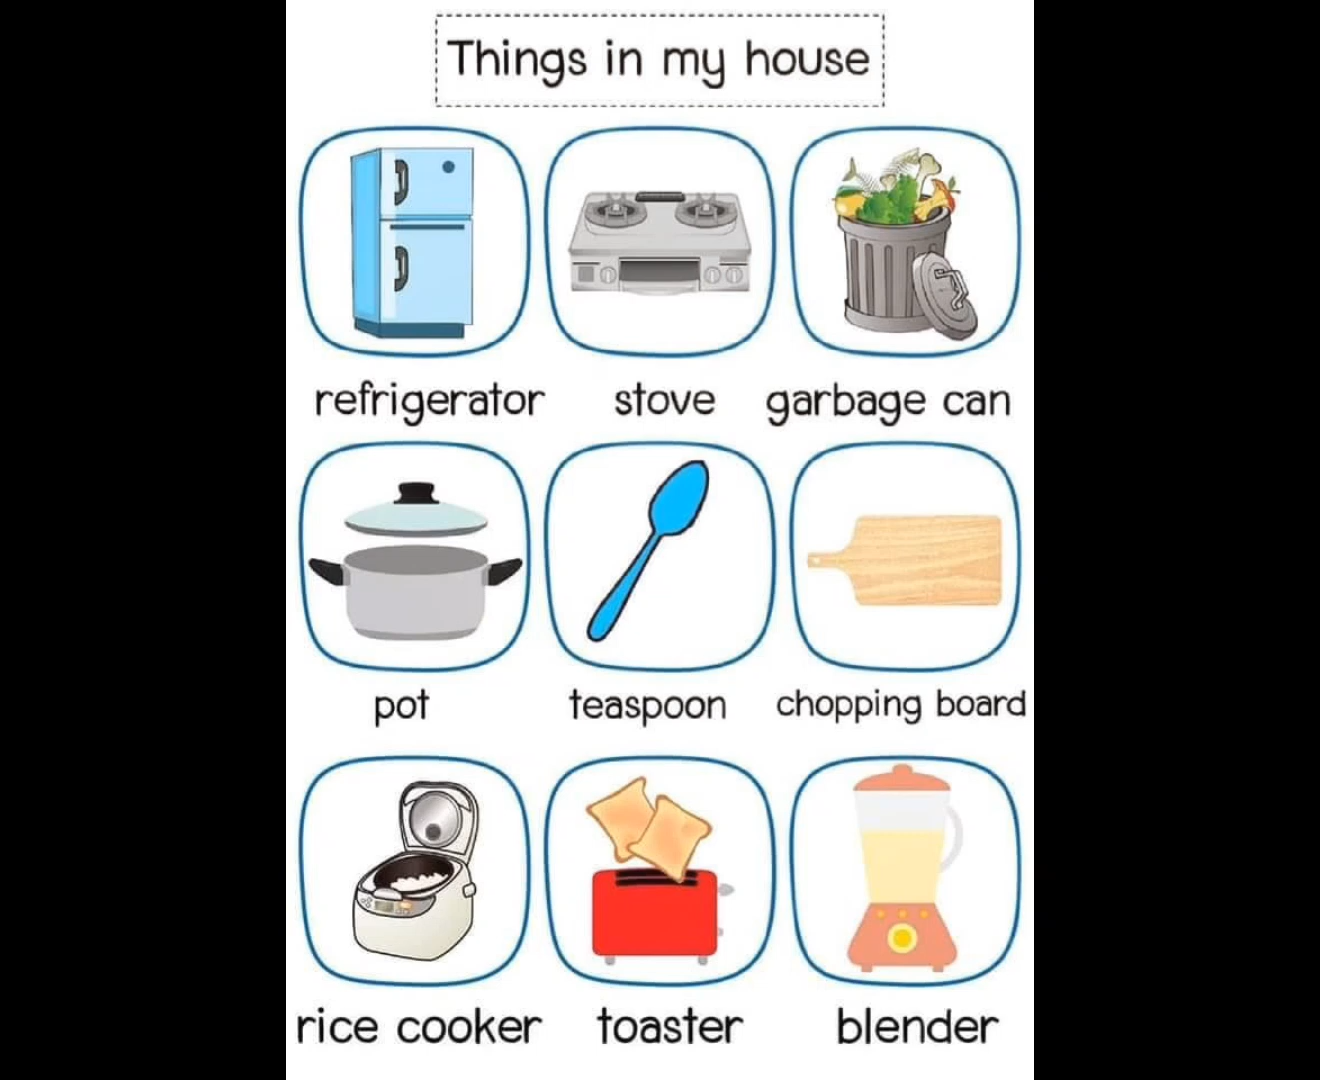 Things in my house
refrigerator stove garbage can
pot teaspoon chopping board
rice cooker toaster blender